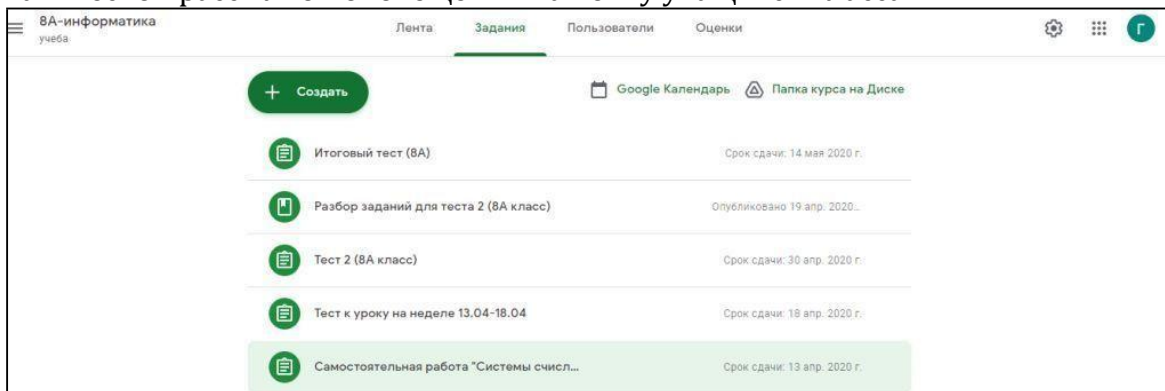 8А-информатика
учеба
Лента Задания Пользователи Оценки
Г
Создать
Google Календарь Папка курса на Диске
Итоговый тест (8А) Срок сдачи: 14 мая 2020 г.
Разбор заданий для теста 2 (8А класс) Опубликовано 19 апр. 2020…
Тест 2 (8А класс) Срок сдачи: 30 апр. 2020 г.
Тест к уроку на неделе 13.04-18.04 Срок сдачи: 18 апр. 2020 г.
Самостоятельная работа "Системы счисл... Срок сдачи: 13 апр. 2020 г.